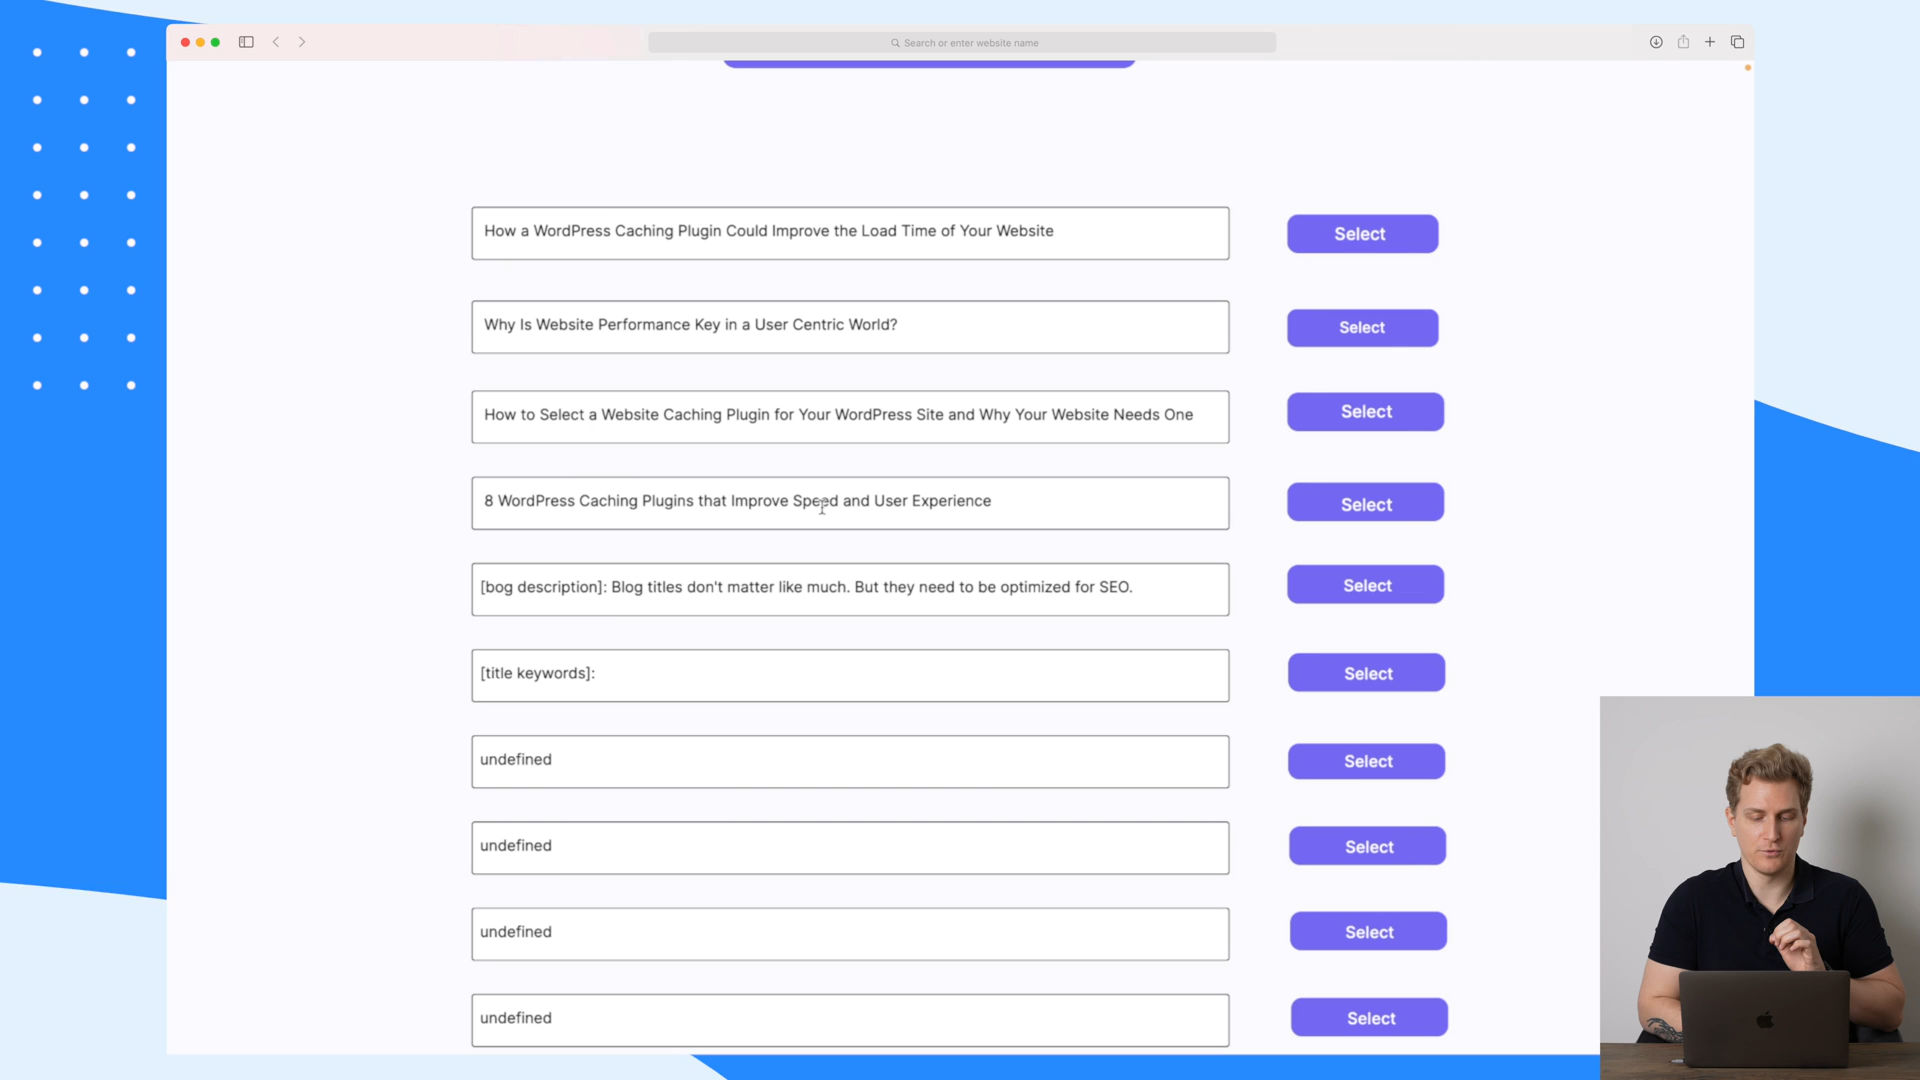 Search or enter website name
How a WordPress Caching Plugin Could Improve the Load Time of Your Website
Select
Why Is Website Performance Key in a User Centric World?
Select
How to Select a Website Caching Plugin for Your WordPress Site and Why Your Website Needs One
Select
8 WordPress Caching Plugins that Improve Speed and User Experience
Select
[bog description]: Blog titles don't matter like much. But they need to be optimized for SEO.
Select
[title keywords]:
Select
undefined
Select
undefined
Select
undefined
Select
undefined
Select